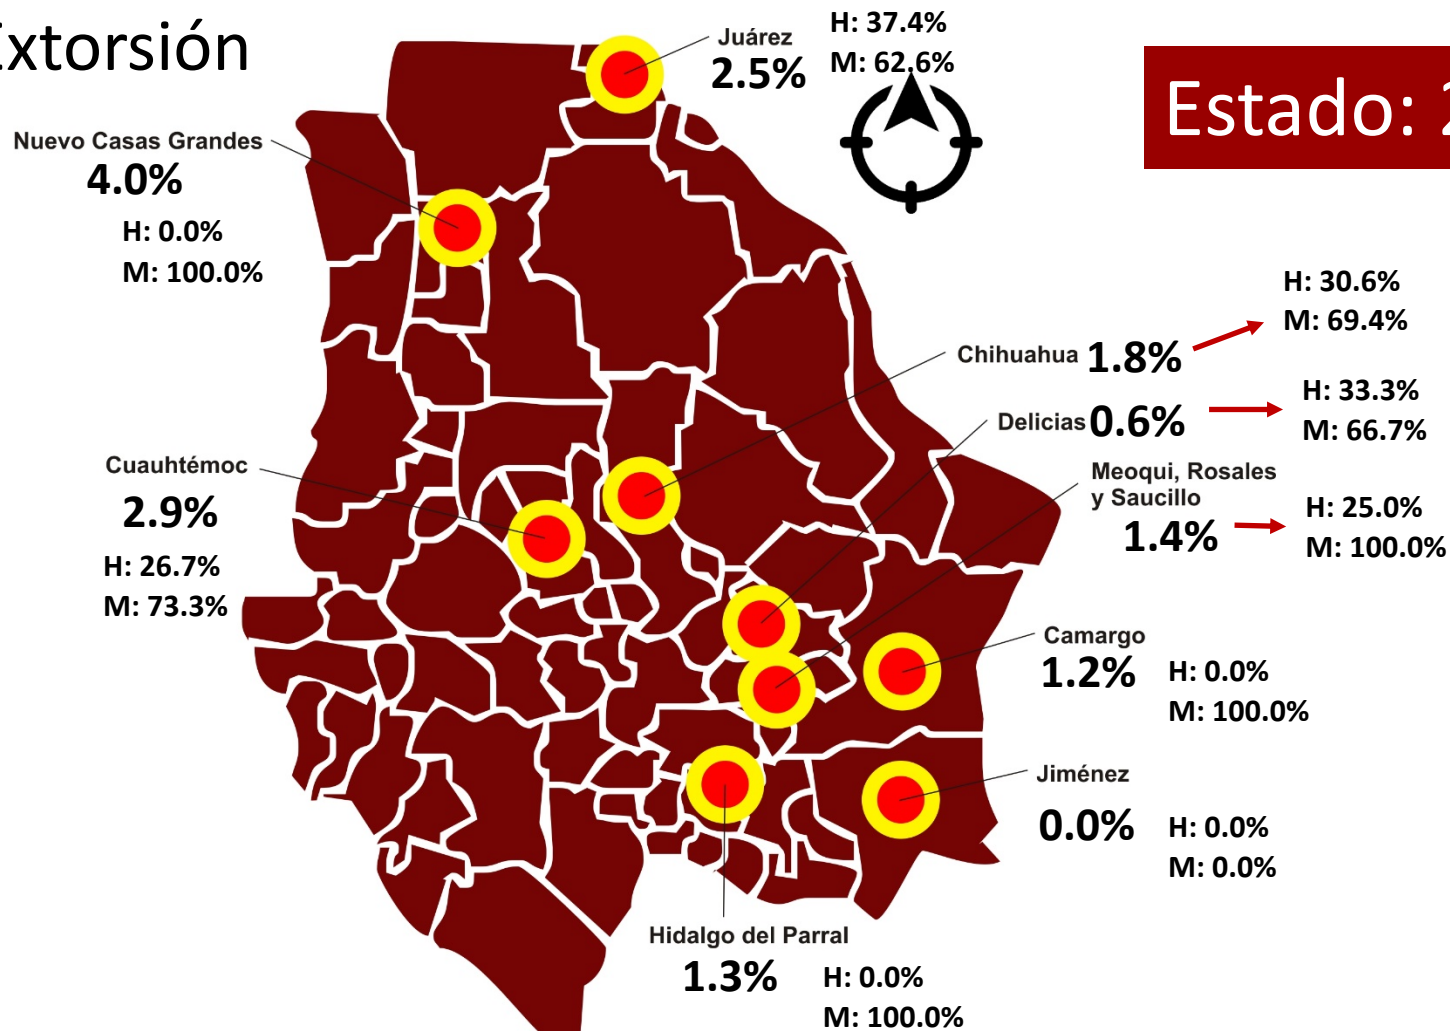 Extorsión
Juárez
2.5%
H: 37.4%
M: 62.6%
Estado: 2
Nuevo Casas Grandes
4.0%
H: 0.0%
M: 100.0%
Chihuahua 1.8%
H: 30.6%
M: 69.4%
Delicias 0.6%
H: 33.3%
M: 66.7%
Cuauhtémoc
2.9%
H: 26.7%
M: 73.3%
Meoqui, Rosales
y Saucillo
1.4%
H: 25.0%
M: 100.0%
Camargo
1.2%
H: 0.0%
M: 100.0%
Jiménez
0.0%
H: 0.0%
M: 0.0%
Hidalgo del Parral
1.3%
H: 0.0%
M: 100.0%